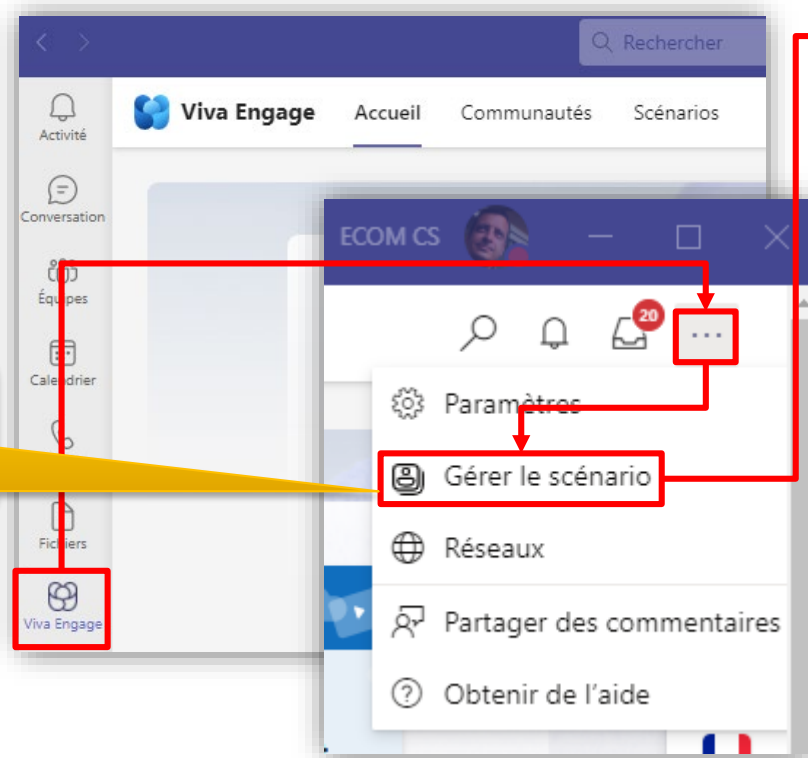 Rechercher
Viva Engage Accueil Communautés Scénarios
Activité
Conversation
Équipes
Calendrier
Fichiers
Viva Engage
ECOM CS
20
Paramètres
Gérer le scénario
Réseaux
Partager des commentaires
Obtenir de l'aide